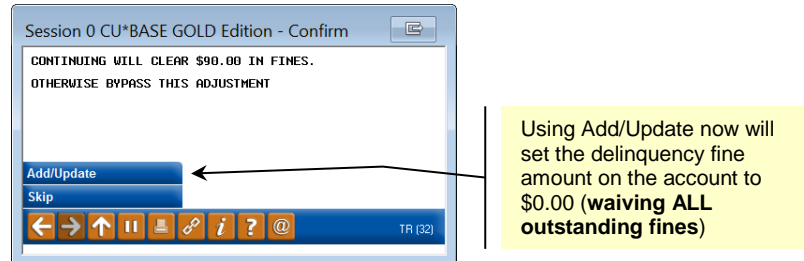 Session 0 CU*BASE GOLD Edition - Confirm
CONTINUING WILL CLEAR $90.00 IN FINES.
OTHERWISE BYPASS THIS ADJUSTMENT
Add/Update
Skip
TR (32)
Using Add/Update now will
set the delinquency fine
amount on the account to
$0.00 (waiving ALL
outstanding fines)